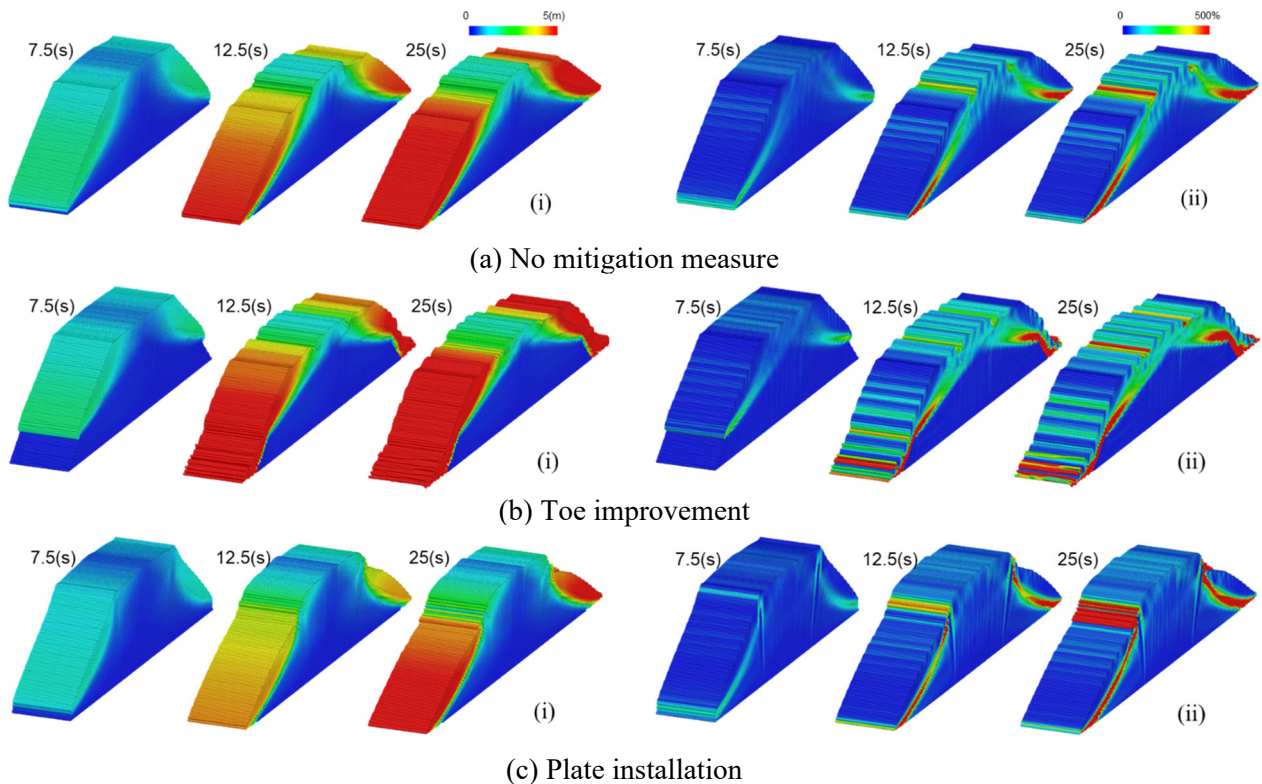 0 5(m) 0 500%
7.5(s) 12.5(s) 25(s) 7.5(s) 12.5(s) 25(s)
(i) (ii)
(a) No mitigation measure
7.5(s) 12.5(s) 25(s) 7.5(s) 12.5(s) 25(s)
(i) (ii)
(b) Toe improvement
7.5(s) 12.5(s) 25(s) 7.5(s) 12.5(s) 25(s)
(i) (ii)
(c) Plate installation